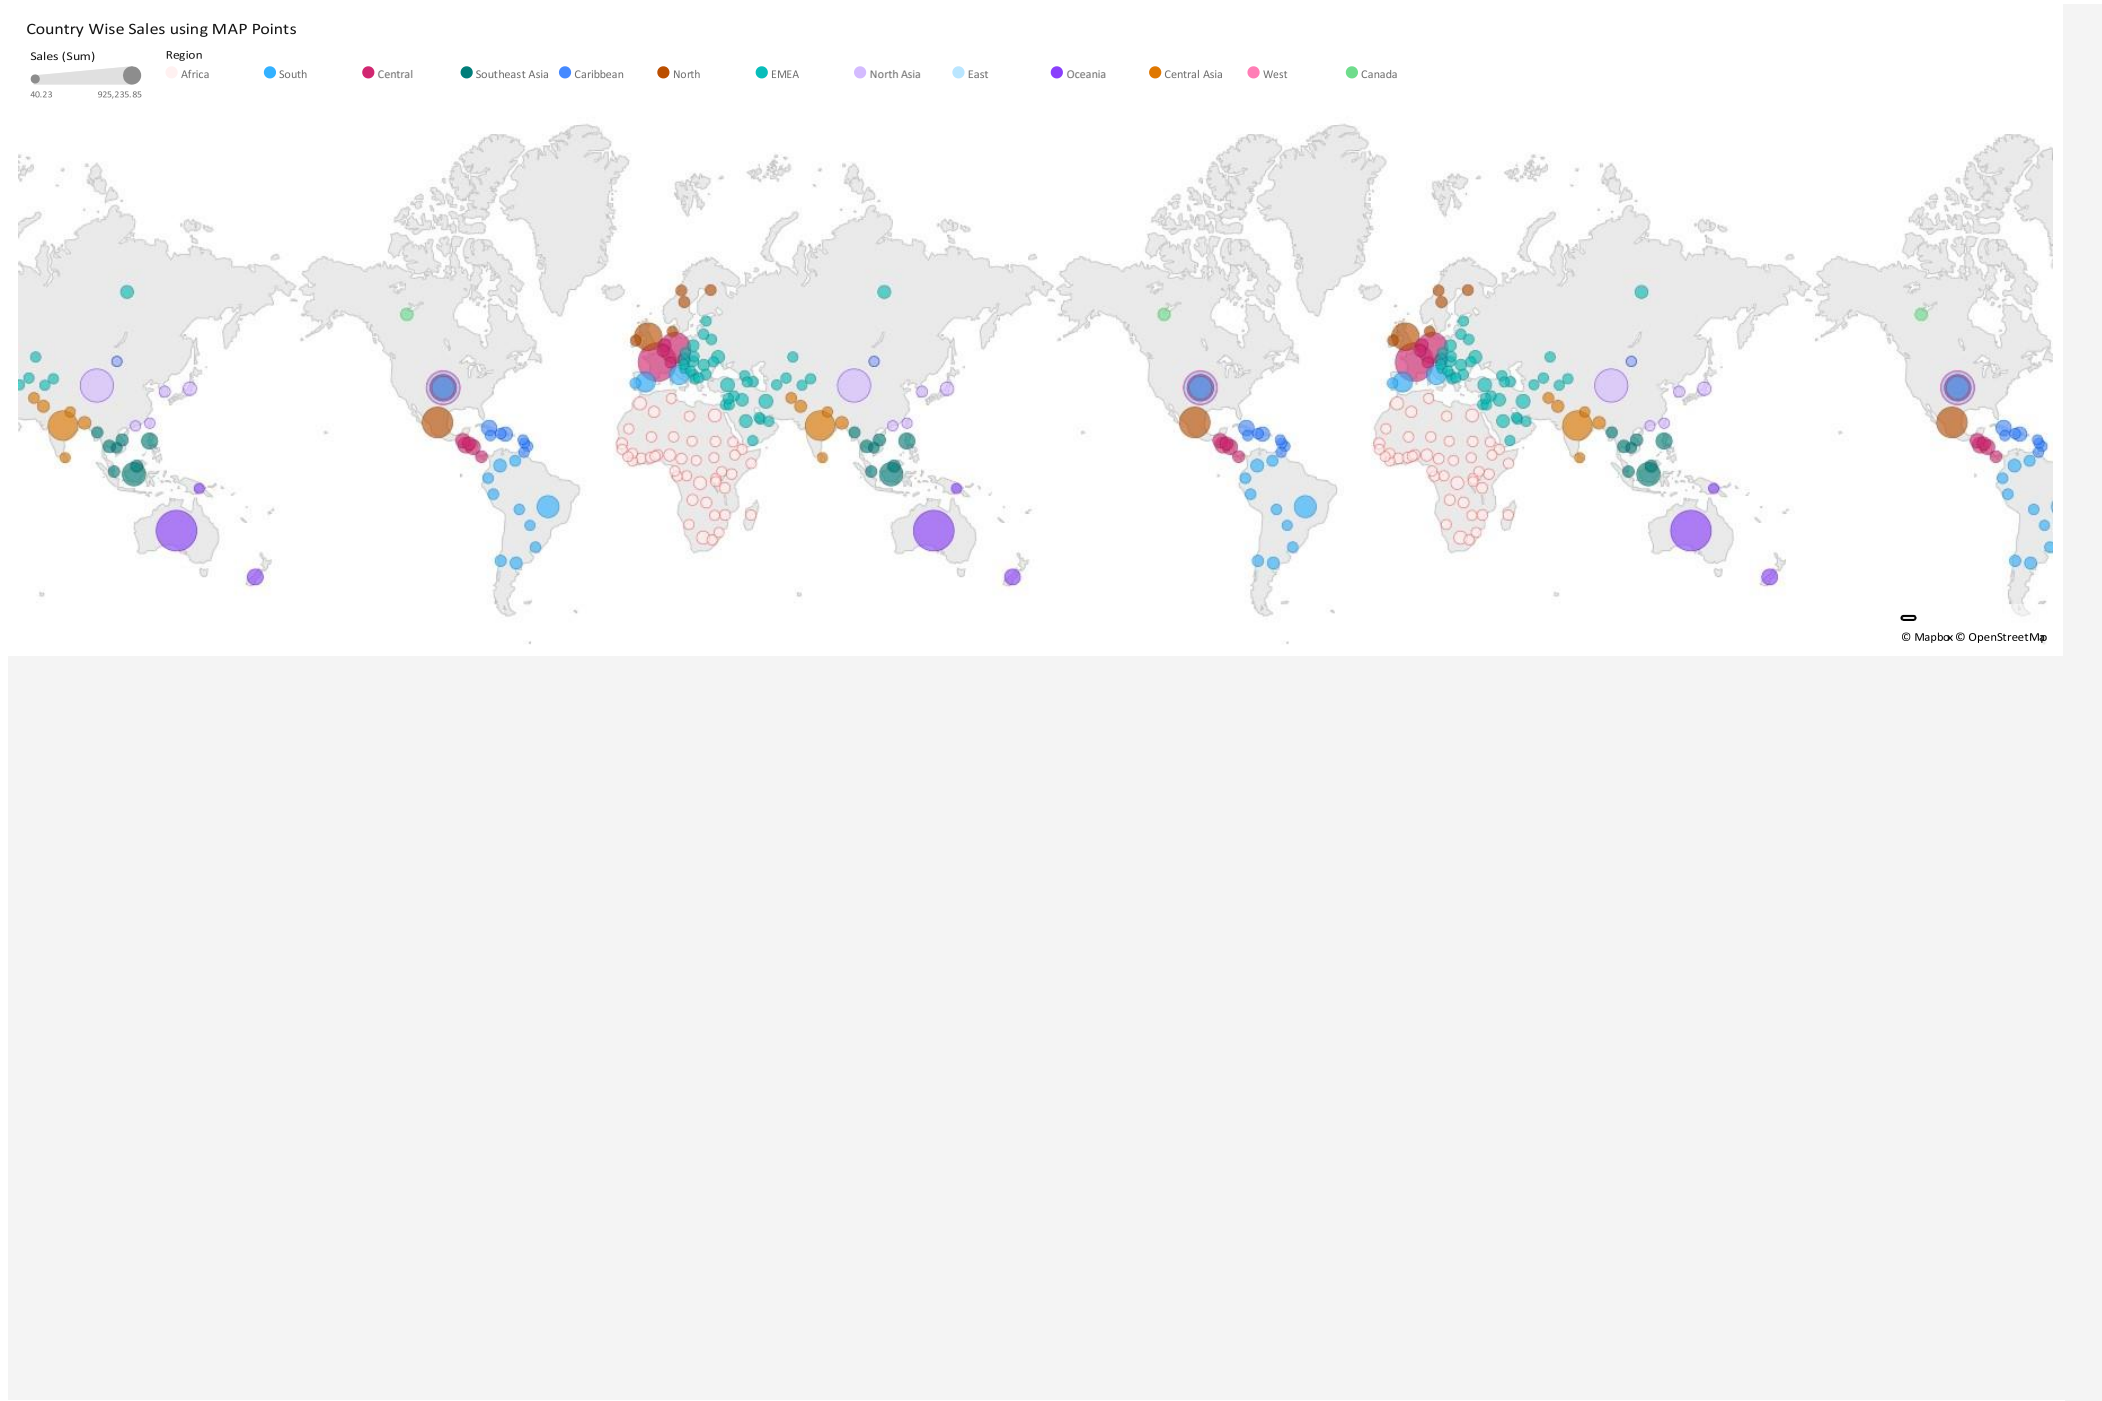 Country Wise Sales using MAP Points
Sales (Sum)
40.23 925,235.85
Region
Africa South Central Southeast Asia Caribbean North EMEA North Asia East Oceania Central Asia West Canada
© Mapbox © OpenStreetMap